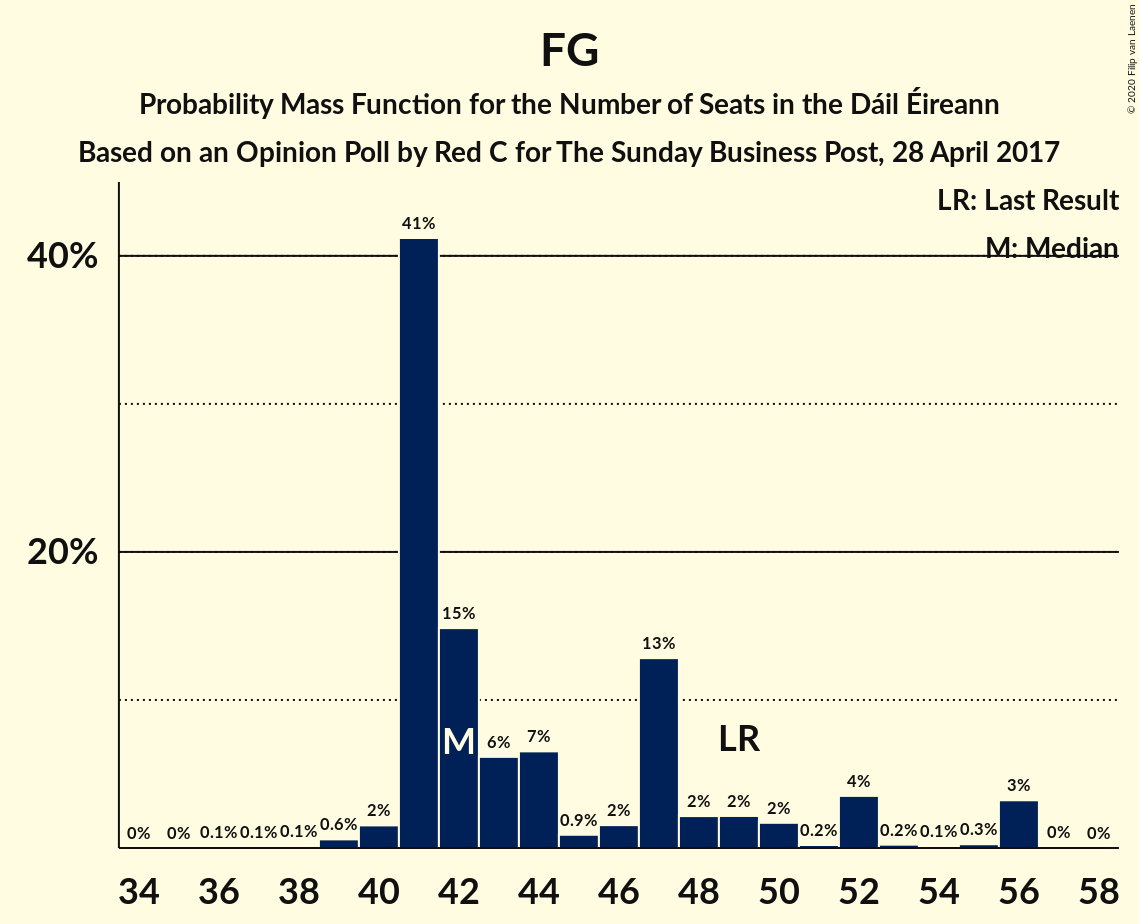 FG
Probability Mass Function for the Number of Seats in the Dáil Éireann
Based on an Opinion Poll by Red C for The Sunday Business Post, 28 April 2017
© 2020 Filip van Laenen
LR: Last Result
M: Median
40%
20%
0% 0% 0.1% 0.1% 0.1% 0.6% 2% 41% 15% 6% 7% 0.9% 2% 13% 2% 2% 2% 0.2% 4% 0.2% 0.1% 0.3% 3% 0% 0%
M LR
34 36 38 40 42 44 46 48 50 52 54 56 58